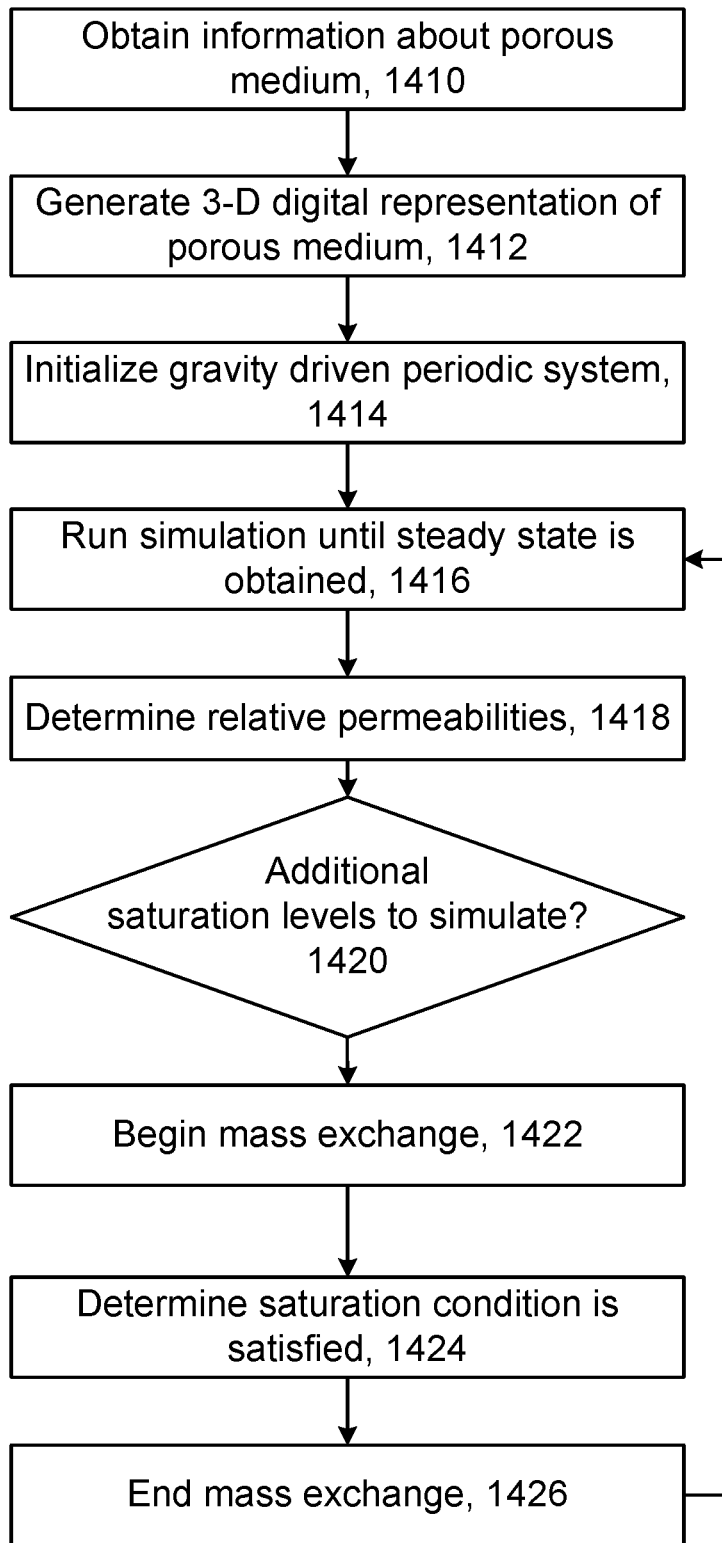 Obtain information about porous
medium, 1410
Generate 3-D digital representation of
porous medium, 1412
Initialize gravity driven periodic system,
1414
Run simulation until steady state is
obtained, 1416
Determine relative permeabilities, 1418
Additional
saturation levels to simulate?
1420
Begin mass exchange, 1422
Determine saturation condition is
satisfied, 1424
End mass exchange, 1426